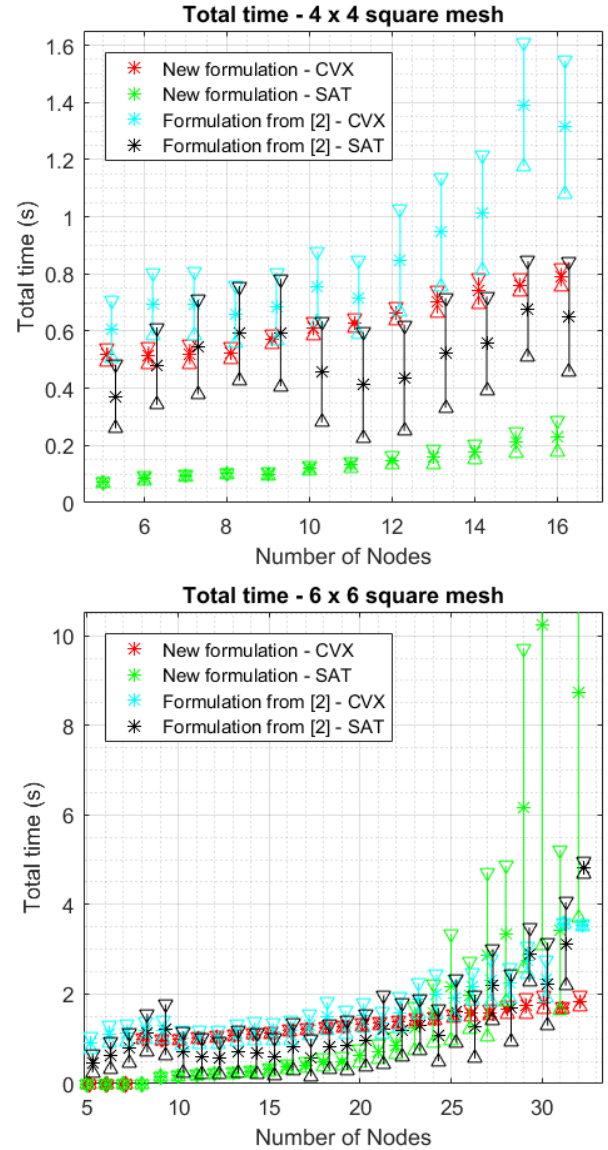 Total time - 4 x 4 square mesh
1.6
1.4
1.2
1
0.8
0.6
0.4
0.2
0
Total time (s)
New formulation - CVX
New formulation - SAT
Formulation from [2] - CVX
Formulation from [2] - SAT
6 8 10 12 14 16
Number of Nodes
Total time - 6 x 6 square mesh
10
8
6
4
2
0
Total time (s)
New formulation - CVX
New formulation - SAT
Formulation from [2] - CVX
Formulation from [2] - SAT
5 10 15 20 25 30
Number of Nodes